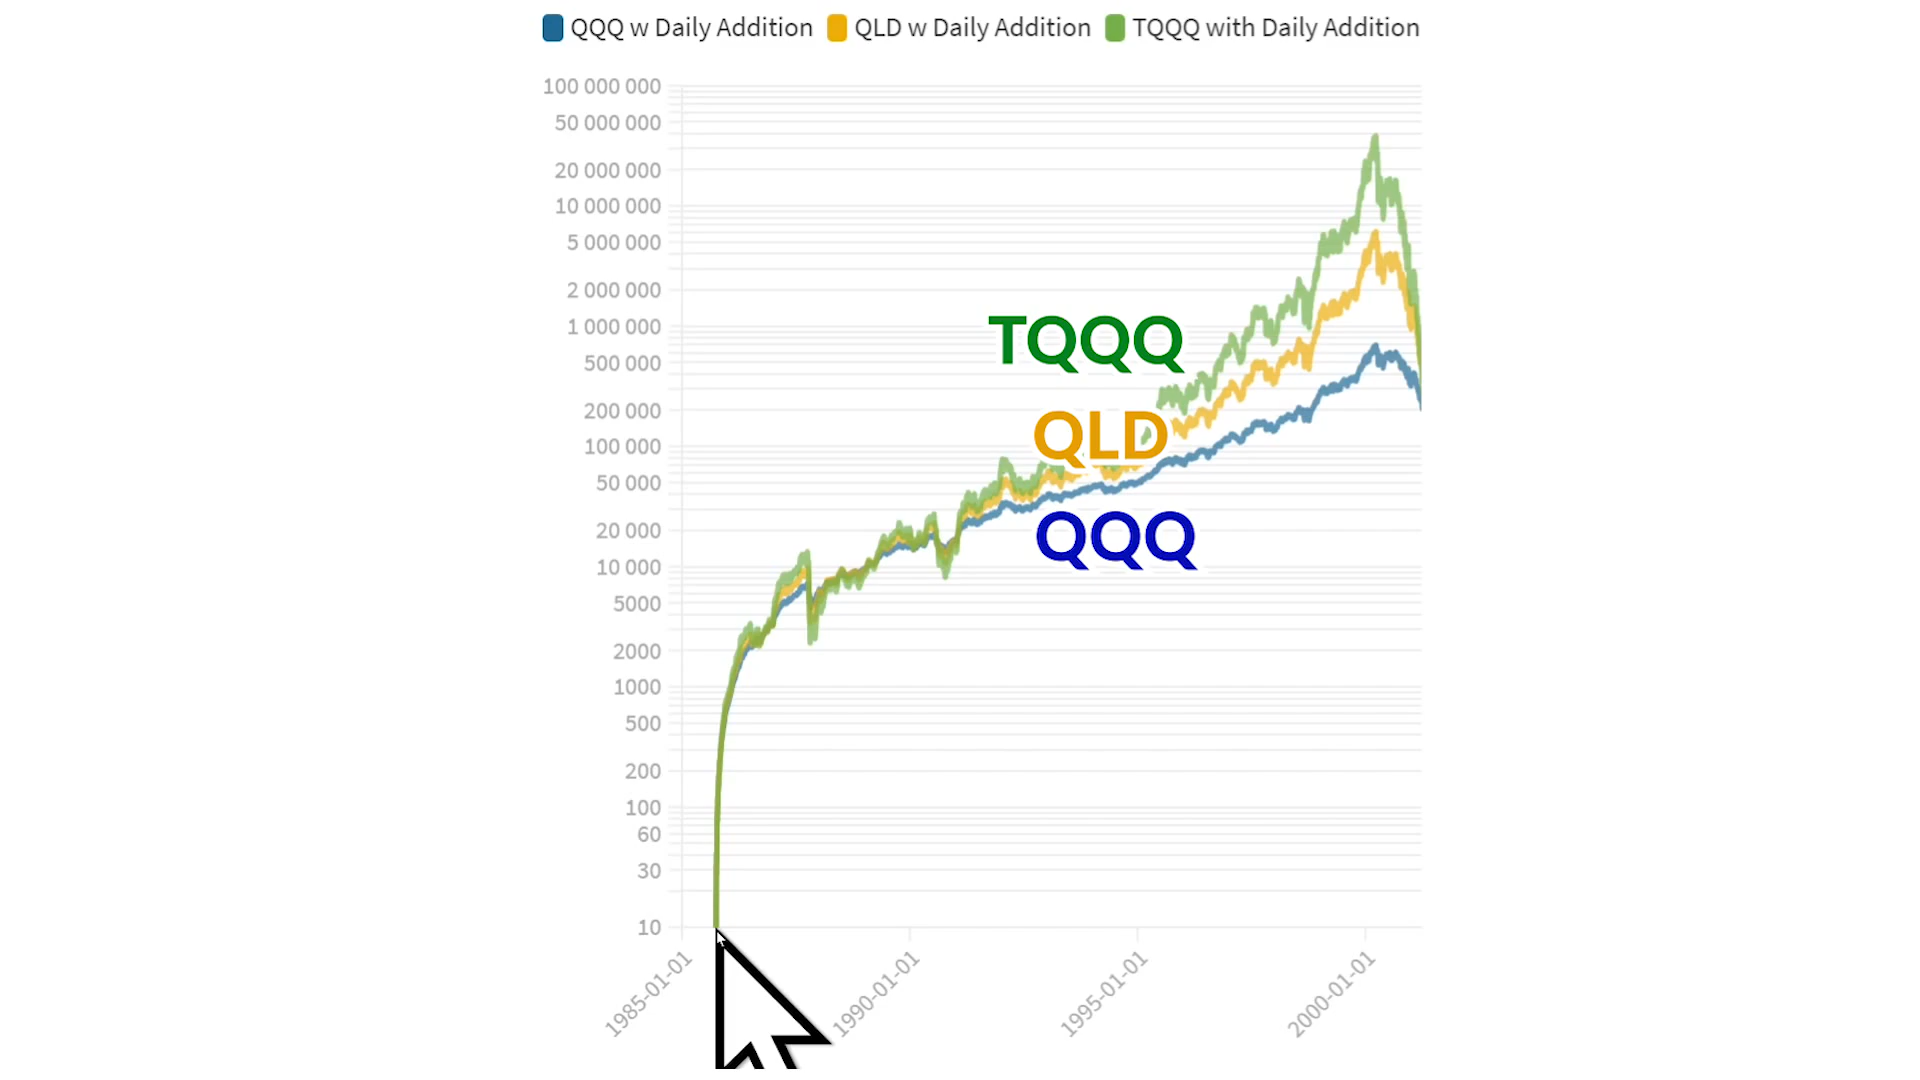 QQQ w Daily Addition QLD w Daily Addition TQQQ with Daily Addition
100 000 000
50 000 000
20 000 000
10 000 000
5 000 000
2 000 000
1 000 000
500 000
200 000
100 000
50 000
20 000
10 000
5000
2000
1000
500
200
100
60
30
10
TQQQ
QLD
QQQ
1985-01-01
1990-01-01
1995-01-01
2000-01-01